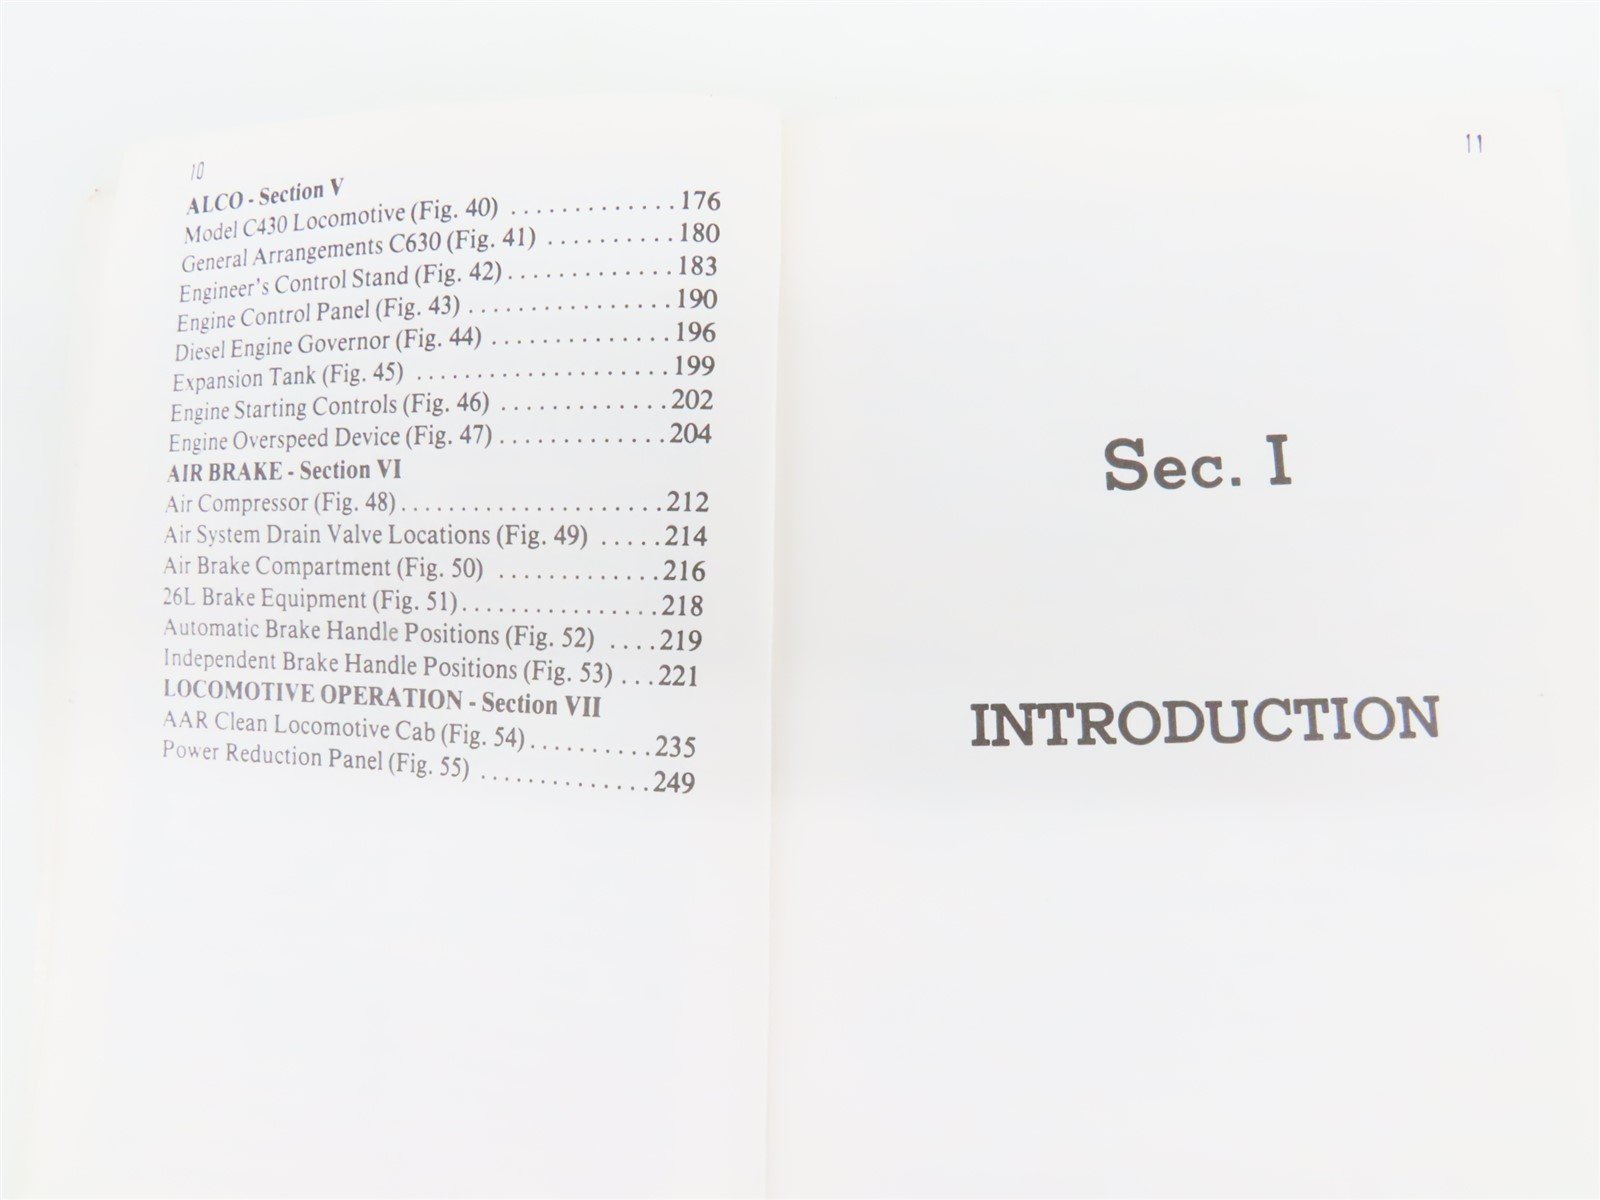 10
ALCO - Section V
Model C430 Locomotive (Fig. 40) . . . . . . . . . . . . . 176
General Arrangements C630 (Fig. 41) . . . . . . . . . . 180
Engineer's Control Stand (Fig. 42) . . . . . . . . . . . . . 183
Engine Control Panel (Fig. 43) . . . . . . . . . . . . . . . . 190
Diesel Engine Governor (Fig. 44) . . . . . . . . . . . . . . 196
Expansion Tank (Fig. 45) . . . . . . . . . . . . . . . . . . . . 199
Engine Starting Controls (Fig. 46) . . . . . . . . . . . . . 202
Engine Overspeed Device (Fig. 47) . . . . . . . . . . . . . 204
AIR BRAKE - Section VI
Air Compressor (Fig. 48) . . . . . . . . . . . . . . . . . . . . . 212
Air System Drain Valve Locations (Fig. 49) . . . . . 214
Air Brake Compartment (Fig. 50) . . . . . . . . . . . . . 216
26L Brake Equipment (Fig. 51) . . . . . . . . . . . . . . . . 218
Automatic Brake Handle Positions (Fig. 52) . . . . 219
Independent Brake Handle Positions (Fig. 53) . . . 221
LOCOMOTIVE OPERATION - Section VII
AAR Clean Locomotive Cab (Fig. 54) . . . . . . . . . . 235
Power Reduction Panel (Fig. 55) . . . . . . . . . . . . . . 249
11
Sec. I
INTRODUCTION